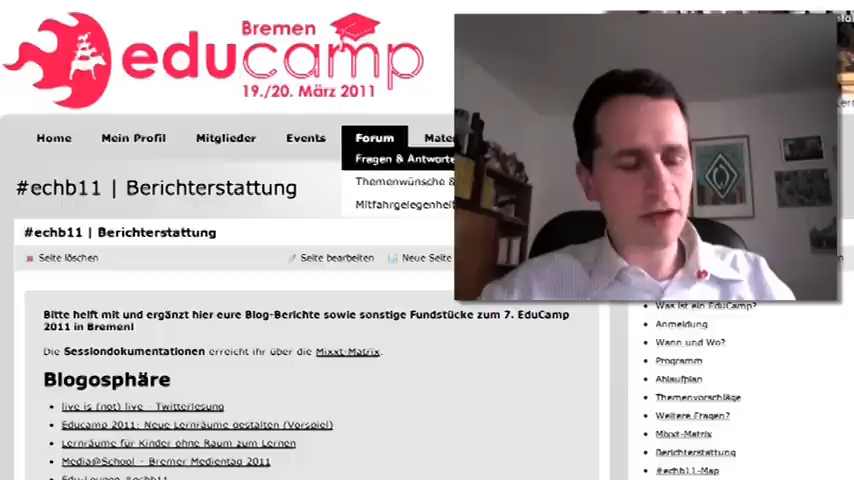 Bremen
educamp
19./20. März 2011
Home Mein Profil Mitglieder Events Forum
Fragen & Antworte
Themenwünsche &
Mitfahrgelegenheit
#echb11 | Berichterstattung
#echb11 | Berichterstattung
Seite löschen Seite bearbeiten Neue Seite
Bitte helft mit und ergänzt hier eure Blog-Berichte sowie sonstige Fundstücke zum 7. EduCamp
2011 in Bremen!
Die Sessiondokumentationen erreicht ihr über die Mixxt-Matrix.
Blogosphäre
live is (not) live - Twitterlesung
Educamp 2011: Neue Lernräume gestalten (Vorspiel)
Lernräume für Kinder ohne Raum zum Lernen
Media@School - Bremer Medientag 2011
Edu-Lounge #echb11
Was ist ein EduCamp?
Anmeldung
Wann und Wo?
Programm
Ablaufplan
Themenvorschläge
Weitere Fragen?
Mixxt-Matrix
Berichterstattung
#echb11-Map